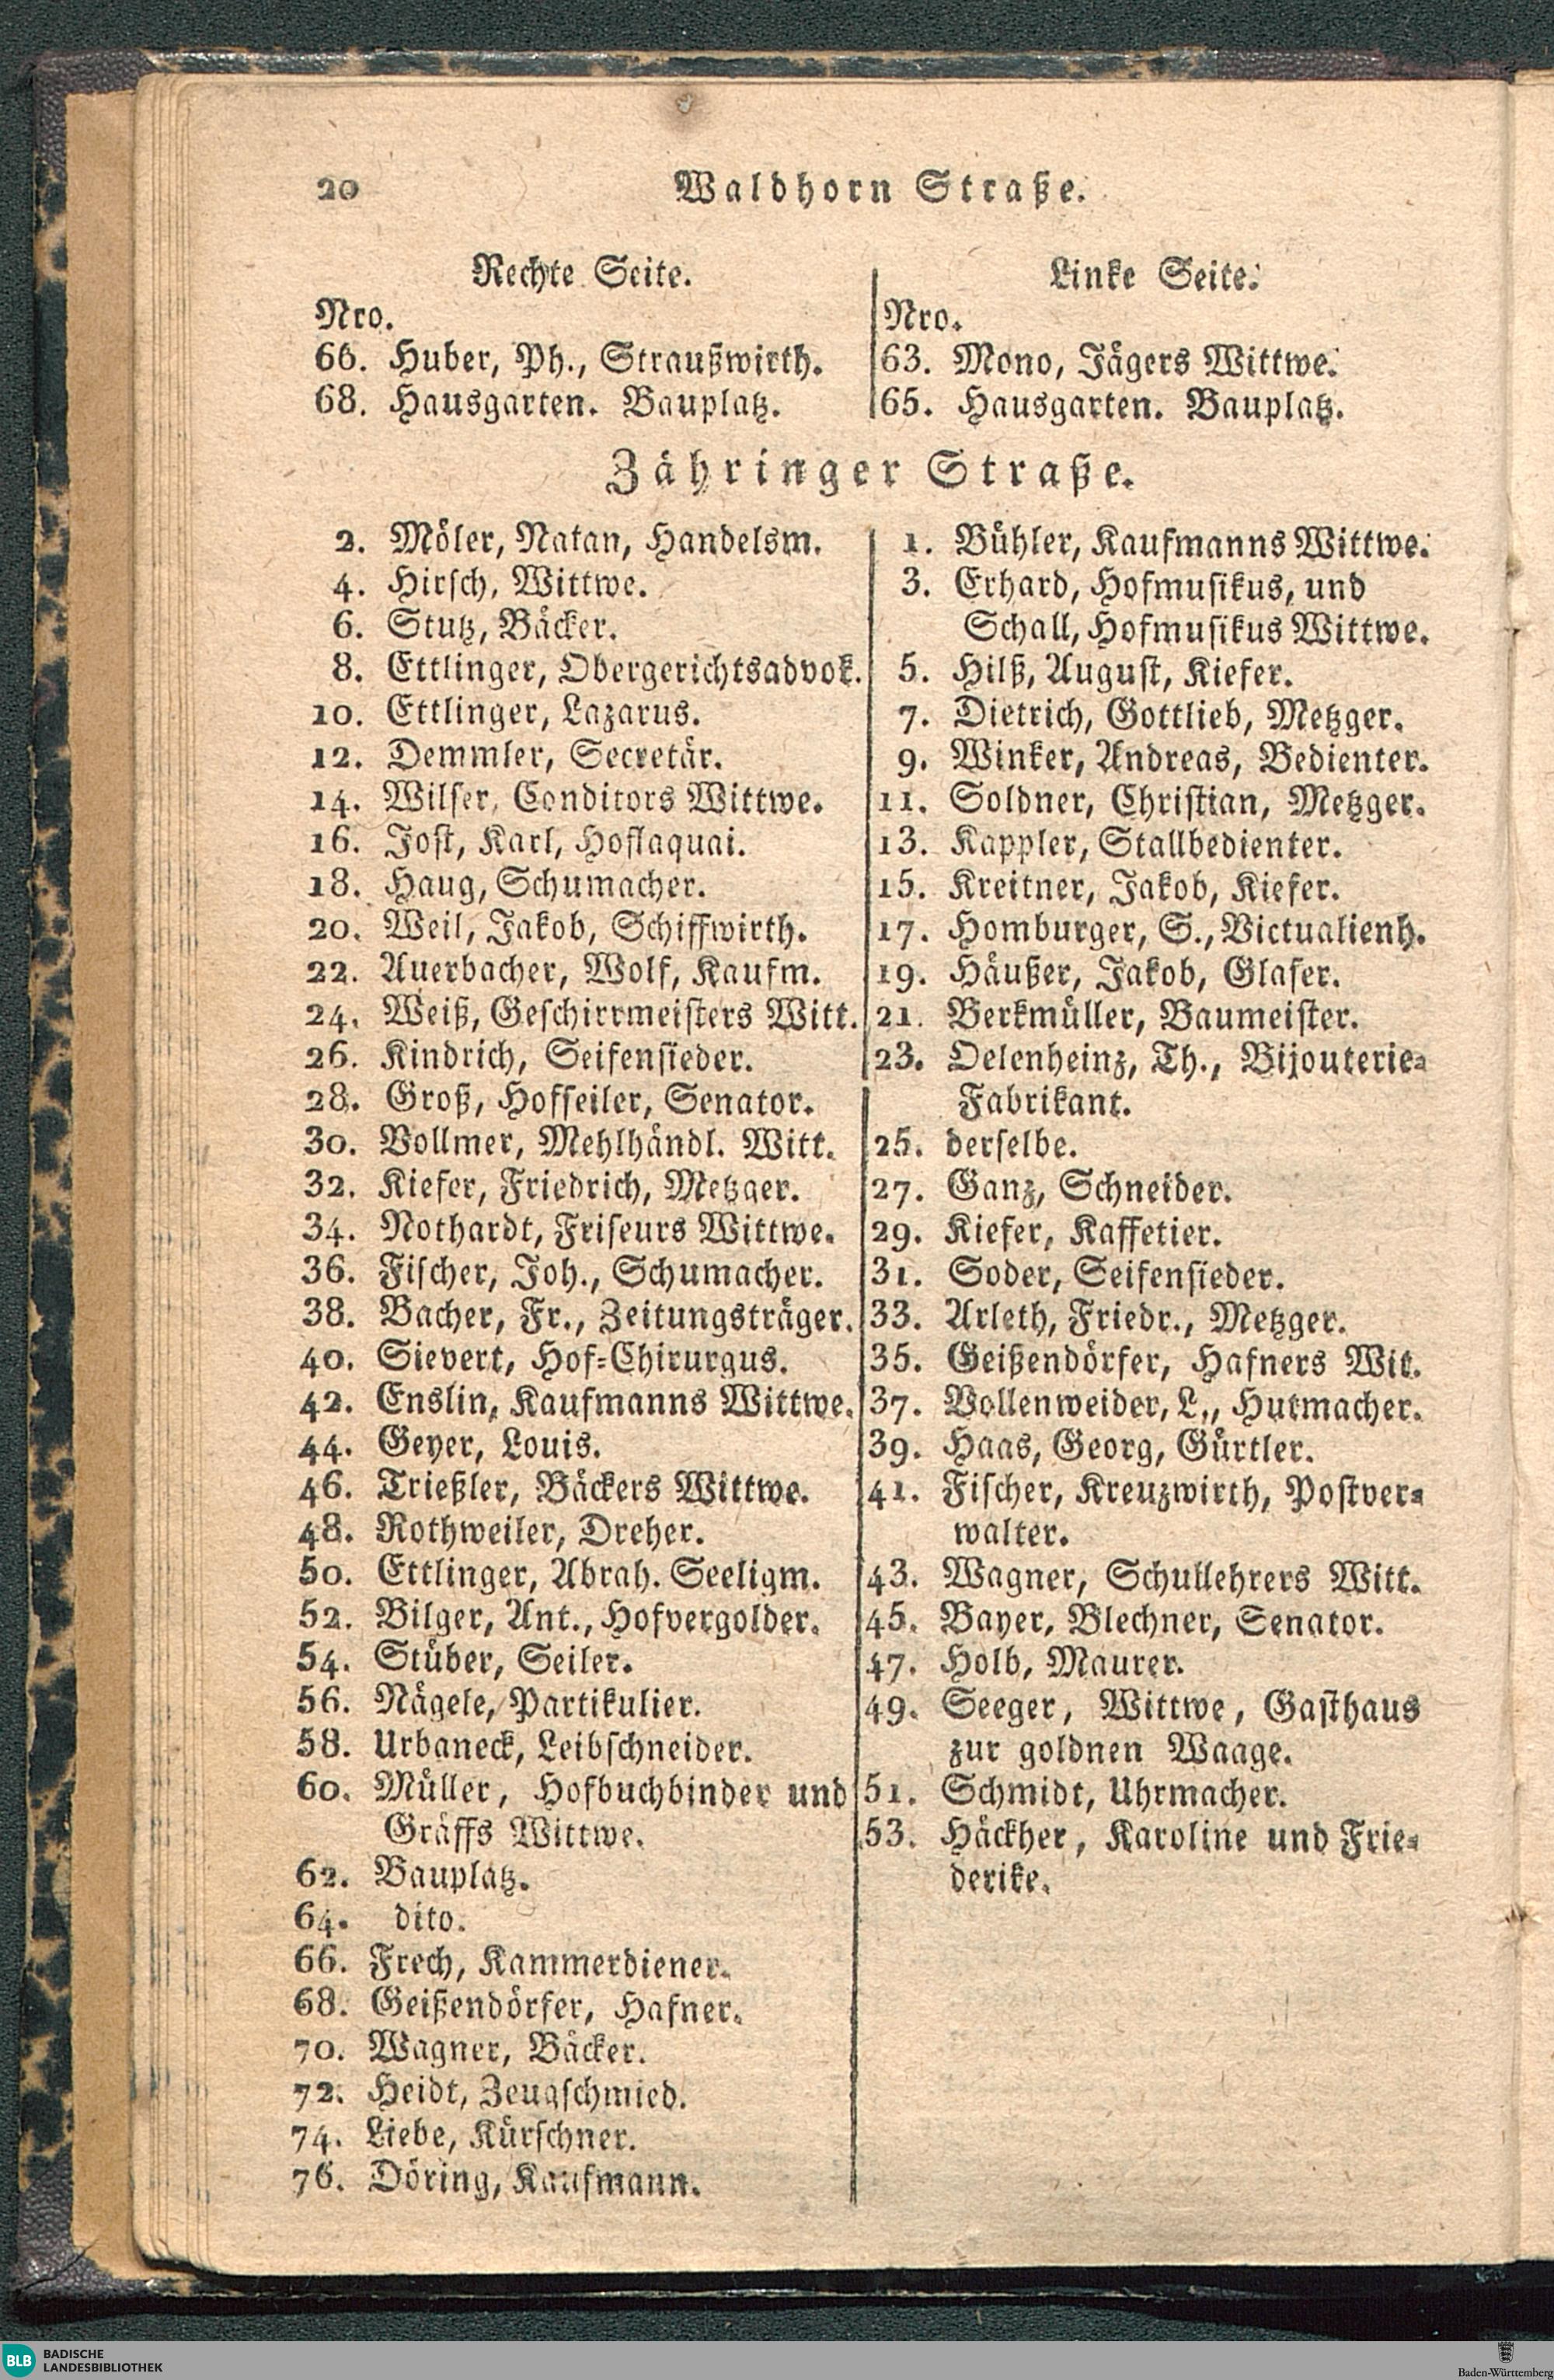 20
Waldhorn Straße.
Rechte Seite.
Nro.
66. Huber, Ph., Straußwirth.
68. Hausgarten. Bauplatz.
Linke Seite.
Nro.
63. Mono, Jägers Wittwe.
65. Hausgarten. Bauplatz.
Zähringer Straße.
2. Möler, Natan, Handelsm.
4. Hirsch, Wittwe.
6. Stutz, Bäcker.
8. Ettlinger, Obergerichtsadvok.
10. Ettlinger, Lazarus.
12. Demmler, Secretär.
14. Wilser, Conditors Wittwe.
16. Jost, Karl, Hoflaquai.
18. Haug, Schumacher.
20. Weil, Jakob, Schiffwirth.
22. Auerbacher, Wolf, Kaufm.
24. Weiß, Geschirrmeisters Witt.
26. Kindrich, Seifensieder.
28. Groß, Hofseiler, Senator.
30. Vollmer, Mehlhändl. Witt.
32. Kiefer, Friedrich, Metzger.
34. Nothardt, Friseurs Wittwe.
36. Fischer, Joh., Schumacher.
38. Bacher, Fr., Zeitungsträger.
40. Sievert, Hof-Chirurgus.
42. Enslin, Kaufmanns Wittwe.
44. Geyer, Louis.
46. Trießler, Bäckers Wittwe.
48. Rothweiler, Dreher.
50. Ettlinger, Abrah. Seeligm.
52. Bilger, Ant., Hofvergolder.
54. Stüber, Seiler.
56. Nägele, Partikulier.
58. Urbaneck, Leibschneider.
60. Müller, Hofbuchbinder und
Gräffs Wittwe.
62. Bauplatz.
64. dito.
66. Frech, Kammerdiener.
68. Geißendörfer, Hafner.
70. Wagner, Bäcker.
72. Heidt, Zeugschmied.
74. Liebe, Kürschner.
76. Döring, Kaufmann.
1. Bühler, Kaufmanns Wittwe.
3. Erhard, Hofmusikus, und
Schall, Hofmusikus Wittwe.
5. Hilß, August, Kiefer.
7. Dietrich, Gottlieb, Metzger.
9. Winker, Andreas, Bedienter.
11. Soldner, Christian, Metzger.
13. Kappler, Stallbedienter.
15. Kreitner, Jakob, Kiefer.
17. Homburger, S., Victualienh.
19. Häußer, Jakob, Glaser.
21. Berkmüller, Baumeister.
23. Oelenheinz, Th., Bijouterie-
Fabrikant.
25. derselbe.
27. Ganz, Schneider.
29. Kiefer, Kaffetier.
31. Soder, Seifensieder.
33. Arleth, Friedr., Metzger.
35. Geißendörfer, Hafners Wit.
37. Vollenweider, L., Hutmacher.
39. Haas, Georg, Gürtler.
41. Fischer, Kreuzwirth, Postver-
walter.
43. Wagner, Schullehrers Witt.
45. Bayer, Blechner, Senator.
47. Holb, Maurer.
49. Seeger, Wittwe, Gasthaus
zur goldnen Waage.
51. Schmidt, Uhrmacher.
53. Häckher, Karoline und Frie-
derike.
BLB BADISCHE
LANDESBIBLIOTHEK
Baden-Württemberg